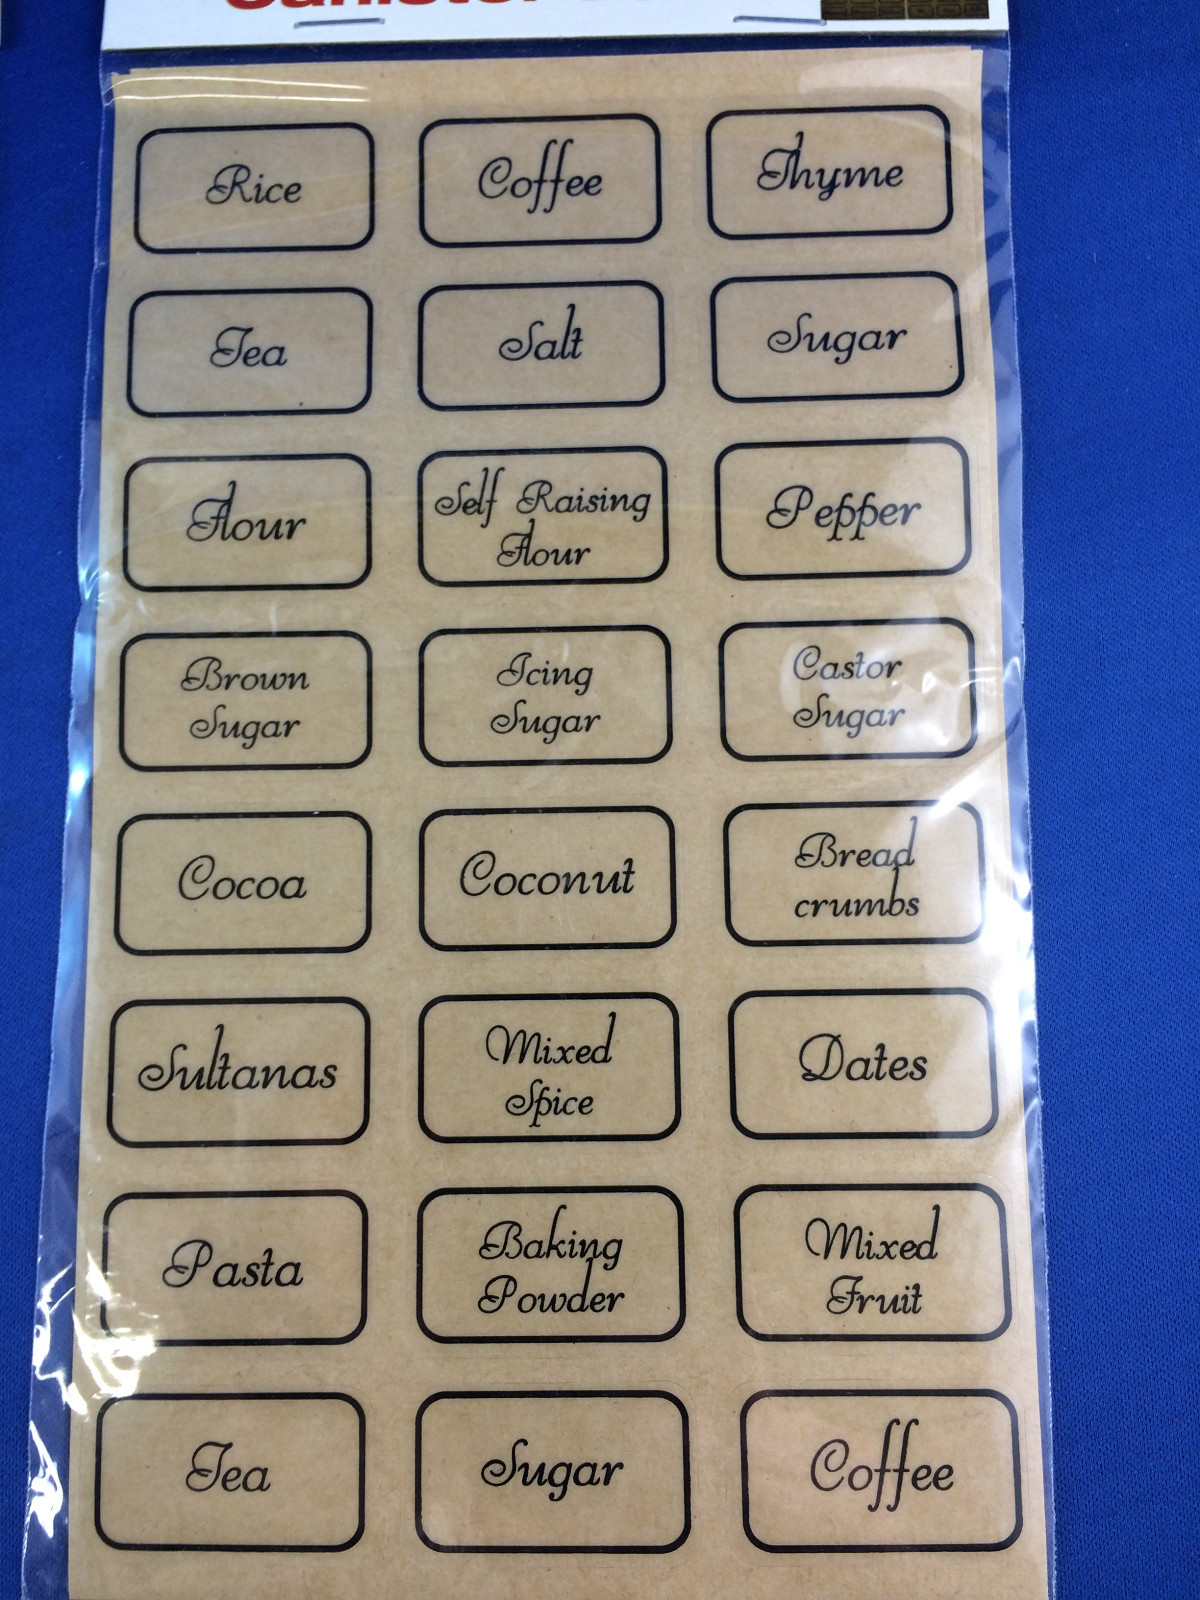 Canister
Rice
Coffee
Thyme
Tea
Salt
Sugar
Flour
Self Raising
Flour
Pepper
Brown
Sugar
Icing
Sugar
Castor
Sugar
Cocoa
Coconut
Bread
crumbs
Sultanas
Mixed
Spice
Dates
Pasta
Baking
Powder
Mixed
Fruit
Tea
Sugar
Coffee